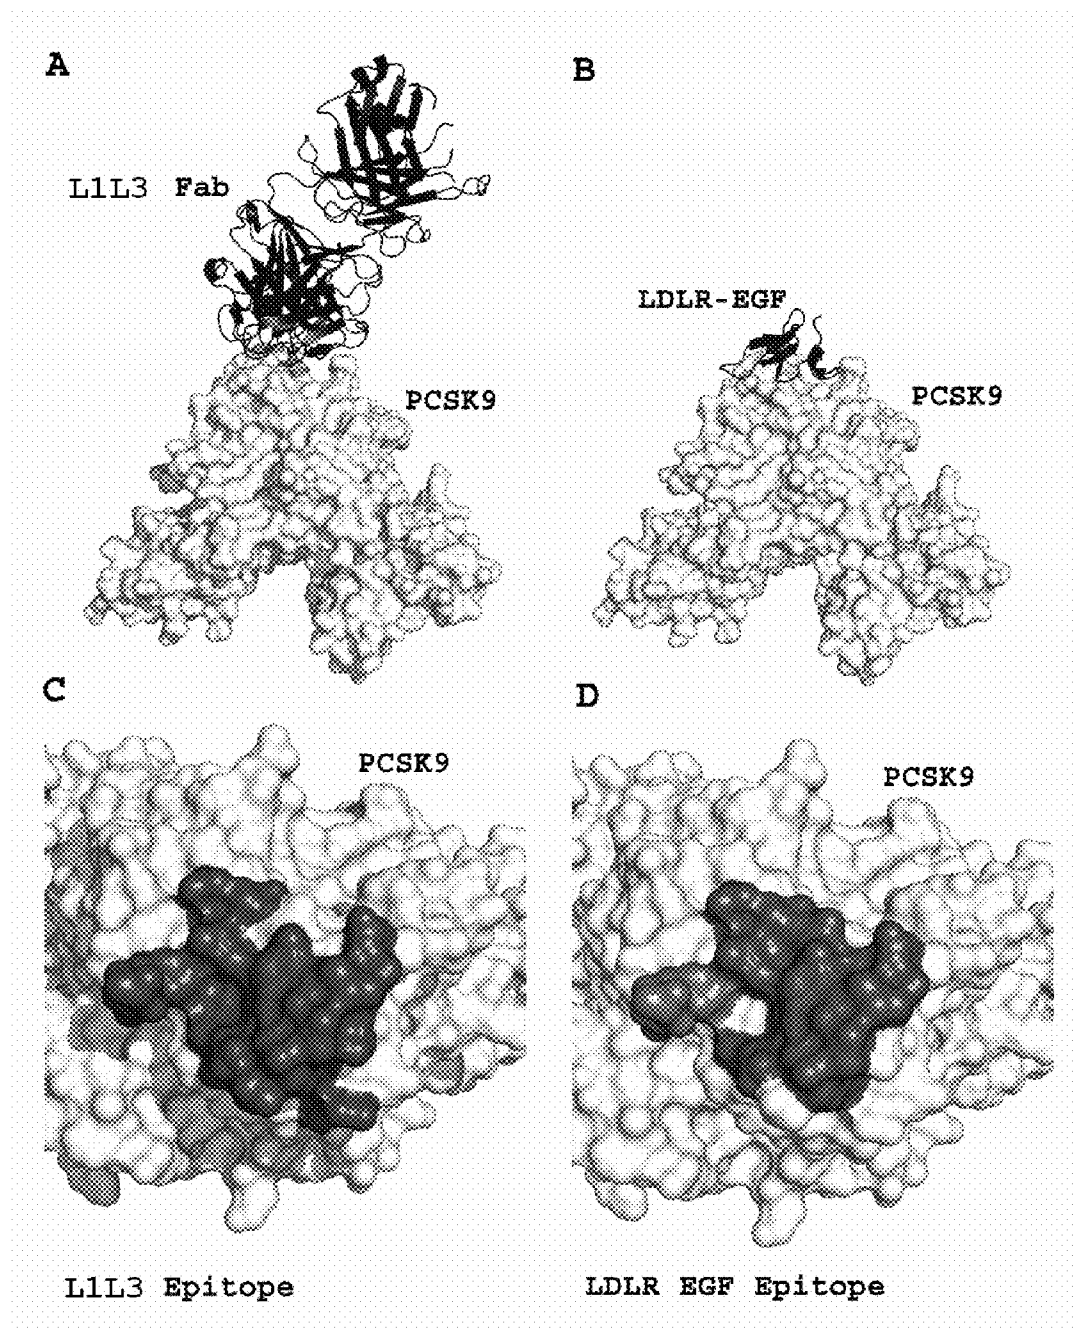 A
B
L1L3 Fab
LDLR-EGF
PCSK9
PCSK9
C
D
PCSK9
PCSK9
L1L3 Epitope
LDLR EGF Epitope